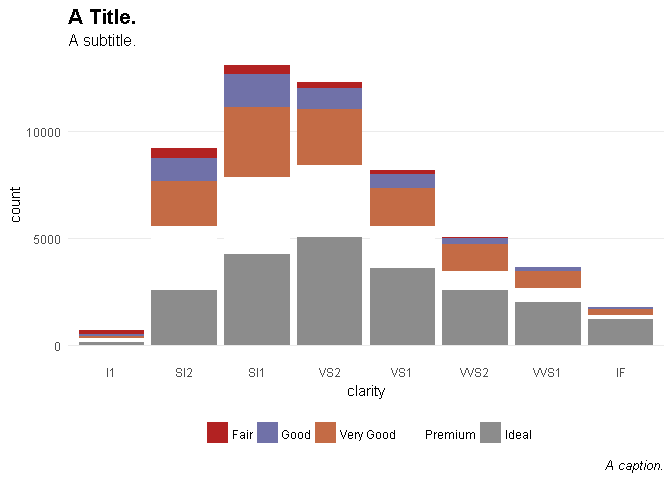 A Title.
A subtitle.
count
10000
5000
0
I1 SI2 SI1 VS2 VS1 VVS2 VVS1 IF
clarity
Fair Good Very Good Premium Ideal
A caption.